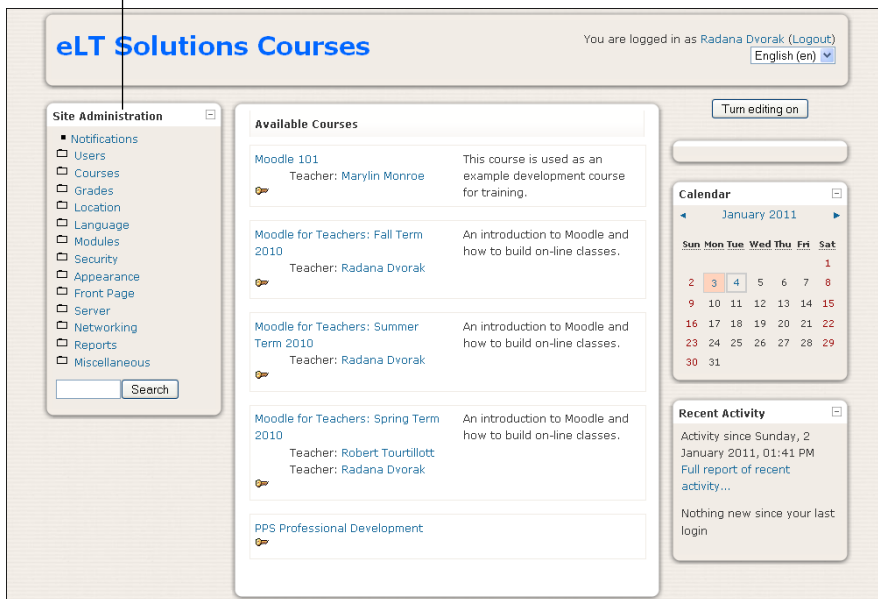 eLT Solutions Courses
You are logged in as Radana Dvorak (Logout)
English (en)
Site Administration
Notifications
Users
Courses
Grades
Location
Language
Modules
Security
Appearance
Front Page
Server
Networking
Reports
Miscellaneous
Search
Available Courses
Moodle 101
Teacher: Marylin Monroe
This course is used as an
example development course
for training.
Moodle for Teachers: Fall Term
2010
Teacher: Radana Dvorak
An introduction to Moodle and
how to build on-line classes.
Moodle for Teachers: Summer
Term 2010
Teacher: Radana Dvorak
An introduction to Moodle and
how to build on-line classes.
Moodle for Teachers: Spring Term
2010
Teacher: Robert Tourtillott
Teacher: Radana Dvorak
An introduction to Moodle and
how to build on-line classes.
PPS Professional Development
Turn editing on
Calendar
◄ January 2011 ►
Sun Mon Tue Wed Thu Fri Sat
1
2 3 4 5 6 7 8
9 10 11 12 13 14 15
16 17 18 19 20 21 22
23 24 25 26 27 28 29
30 31
Recent Activity
Activity since Sunday, 2
January 2011, 01:41 PM
Full report of recent
activity...
Nothing new since your last
login